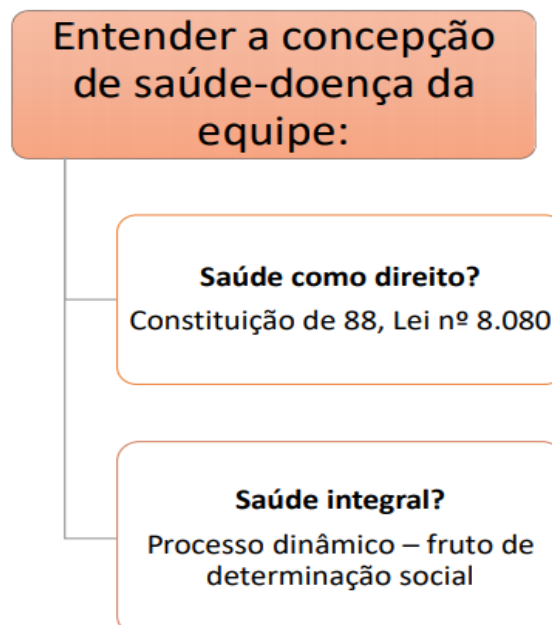 Entender a concepção
de saúde-doença da
equipe:
Saúde como direito?
Constituição de 88, Lei nº 8.080
Saúde integral?
Processo dinâmico – fruto de
determinação social